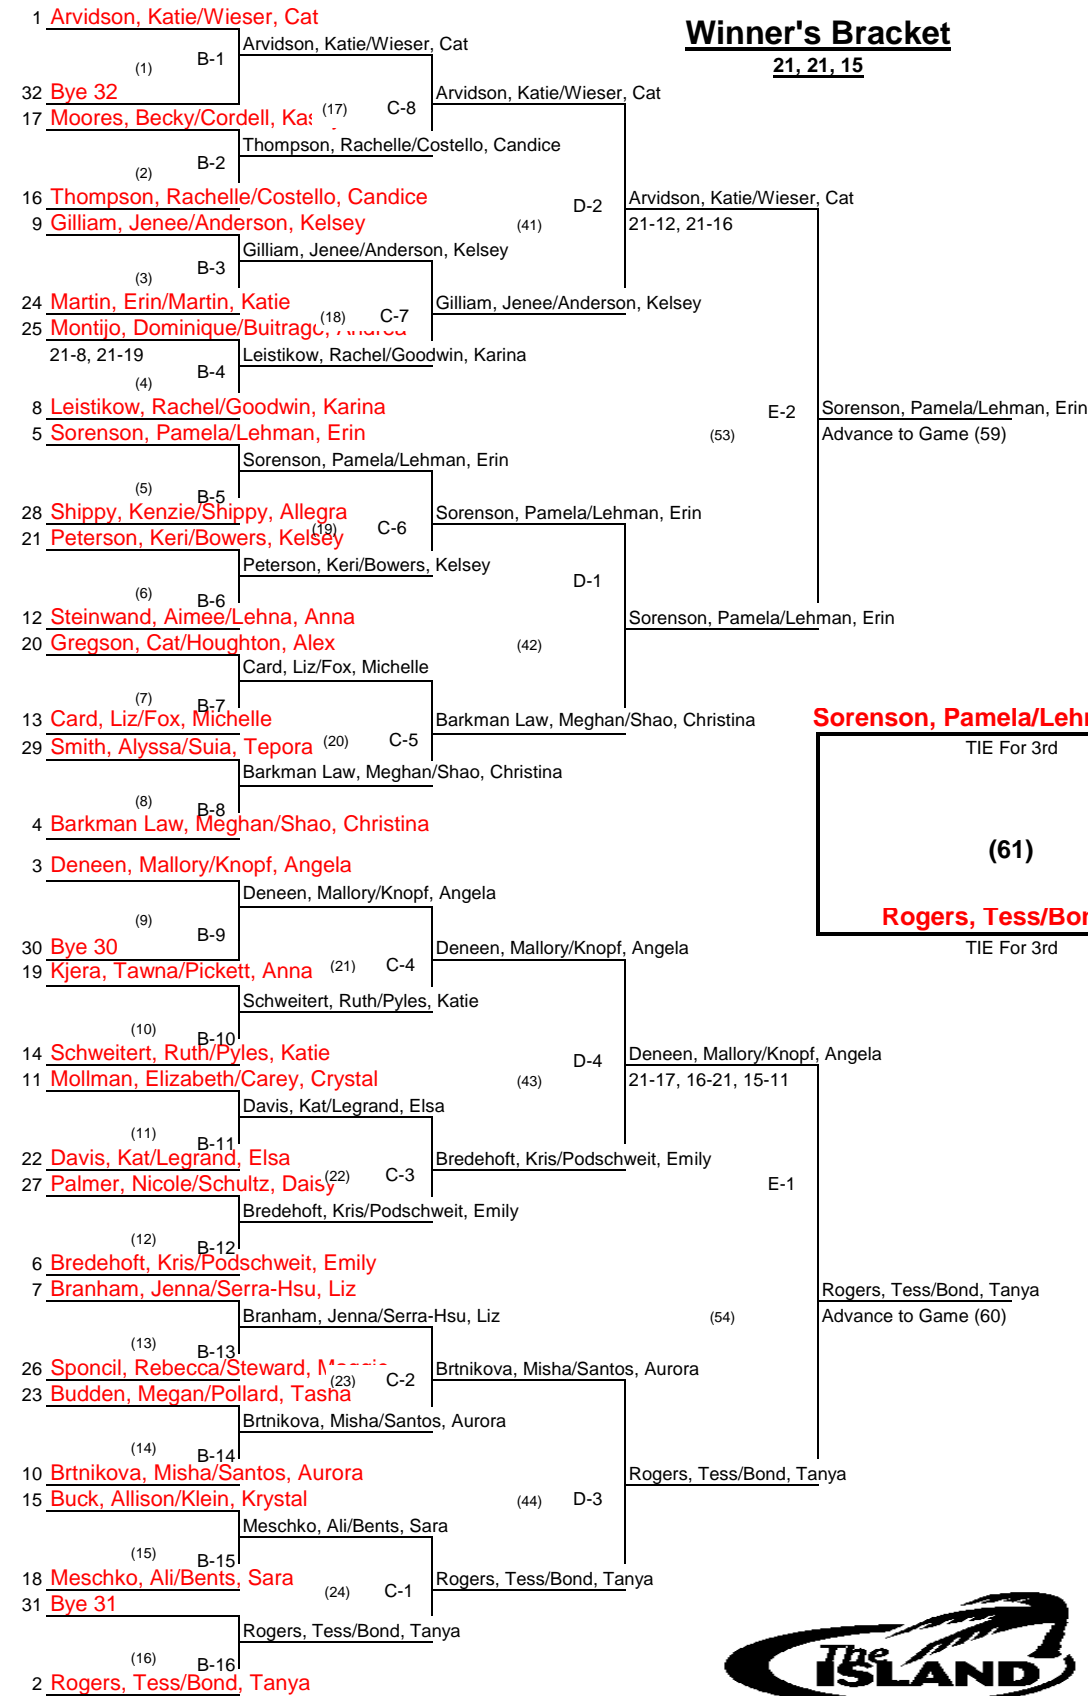 1 Arvidson, Katie/Wieser, Cat
Winner's Bracket
21, 21, 15
Arvidson, Katie/Wieser, Cat
(1) B-1
32 Bye 32
Arvidson, Katie/Wieser, Cat
(17) C-8
17 Moores, Becky/Cordell,
Thompson, Rachelle/Costello, Candice
(2) B-2
16 Thompson, Rachelle/Costello, Candice
D-2
Arvidson, Katie/Wieser, Cat
21-12, 21-16
9 Gilliam, Jenee/Anderson, Kelsey
(41)
Gilliam, Jenee/Anderson, Kelsey
(3) B-3
24 Martin, Erin/Martin, Katie
Gilliam, Jenee/Anderson, Kelsey
(18) C-7
25 Montijo, Dominique/Buitrago, Andrea
21-8, 21-19
Leistikow, Rachel/Goodwin, Karina
(4) B-4
8 Leistikow, Rachel/Goodwin, Karina
E-2
Sorenson, Pamela/Lehman, Erin
Advance to Game (59)
(53)
5 Sorenson, Pamela/Lehman, Erin
Sorenson, Pamela/Lehman, Erin
(5) B-5
28 Shippy, Kenzie/Shippy, Allegra
Sorenson, Pamela/Lehman, Erin
(19) C-6
21 Peterson, Keri/Bowers, Kelsey
Peterson, Keri/Bowers, Kelsey
D-1
(6) B-6
12 Steinwand, Aimee/Lehna, Anna
Sorenson, Pamela/Lehman, Erin
20 Gregson, Cat/Houghton, Alex
(42)
Card, Liz/Fox, Michelle
(7) B-7
13 Card, Liz/Fox, Michelle
Barkman Law, Meghan/Shao, Christina
Sorenson, Pamela/
TIE For 3rd
29 Smith, Alyssa/Suia, Tepora
(20) C-5
Barkman Law, Meghan/Shao, Christina
(8) B-8
4 Barkman Law, Meghan/Shao, Christina
(61)
3 Deneen, Mallory/Knopf, Angela
Deneen, Mallory/Knopf, Angela
(9) B-9
Rogers, Tess/
TIE For 3rd
30 Bye 30
Deneen, Mallory/Knopf, Angela
19 Kjera, Tawna/Pickett, Anna
(21) C-4
Schweitert, Ruth/Pyles, Katie
(10) B-10
14 Schweitert, Ruth/Pyles, Katie
D-4
Deneen, Mallory/Knopf, Angela
21-17, 16-21, 15-11
11 Mollman, Elizabeth/Carey, Crystal
(43)
Davis, Kat/Legrand, Elsa
(11) B-11
22 Davis, Kat/Legrand, Elsa
Bredehoft, Kris/Podschweit, Emily
(22) C-3
27 Palmer, Nicole/Schultz, Daisy
E-1
Bredehoft, Kris/Podschweit, Emily
(12) B-12
6 Bredehoft, Kris/Podschweit, Emily
7 Branham, Jenna/Serra-Hsu, Liz
Rogers, Tess/Bond, Tanya
Advance to Game (60)
(54)
Branham, Jenna/Serra-Hsu, Liz
(13) B-13
26 Sponcil, Rebecca/Steward, Maggie
Brtnikova, Misha/Santos, Aurora
(23) C-2
23 Budden, Megan/Pollard, Tasha
Brtnikova, Misha/Santos, Aurora
(14) B-14
10 Brtnikova, Misha/Santos, Aurora
Rogers, Tess/Bond, Tanya
15 Buck, Allison/Klein, Krystal
(44) D-3
Meschko, Ali/Bents, Sara
(15) B-15
18 Meschko, Ali/Bents, Sara
Rogers, Tess/Bond, Tanya
(24) C-1
31 Bye 31
Rogers, Tess/Bond, Tanya
(16) B-16
2 Rogers, Tess/Bond, Tanya
The
ISLAND